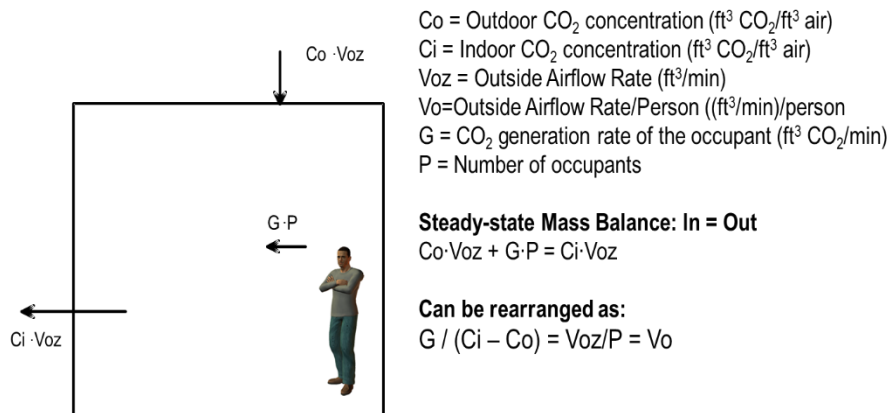 Co ·Voz
G·P
Ci ·Voz
Co = Outdoor CO₂ concentration (ft³ CO₂/ft³ air)
Ci = Indoor CO₂ concentration (ft³ CO₂/ft³ air)
Voz = Outside Airflow Rate (ft³/min)
Vo=Outside Airflow Rate/Person ((ft³/min)/person
G = CO₂ generation rate of the occupant (ft³ CO₂/min)
P = Number of occupants
Steady-state Mass Balance: In = Out
Co·Voz + G·P = Ci·Voz
Can be rearranged as:
G / (Ci – Co) = Voz/P = Vo